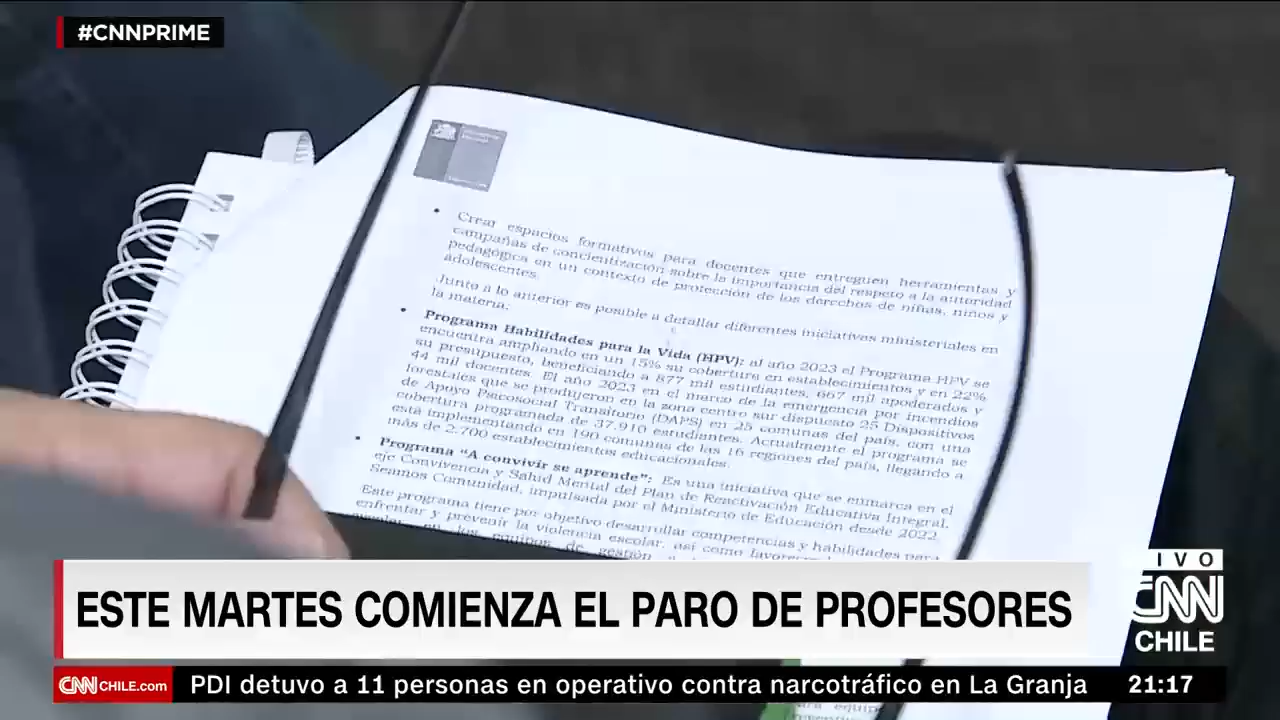 #CNNPRIME
• Crear espacios formativos para docentes que entreguen herramientas y
campañas de concientización sobre la importancia del respeto a la autoridad
pedagógica en un contexto de protección de los derechos de niñas, niños y
adolescentes.
Junto a lo anterior es posible a detallar diferentes iniciativas ministeriales en
la materia:
• Programa Habilidades para la Vida (HPV): al año 2023 el Programa HPV se
encuentra ampliando en un 15% su cobertura en establecimientos y en 22%
su presupuesto, beneficiando a 877 mil estudiantes, 667 mil apoderados y
44 mil docentes. El año 2023 en el marco de la emergencia por incendios
forestales que se produjeron en la zona centro sur dispuesto 25 Dispositivos
de Apoyo Psicosocial Transitorio (DAPS) en 25 comunas del país, con una
cobertura programada de 37.910 estudiantes. Actualmente el programa se
está implementando en 190 comunas de las 16 regiones del país, llegando a
más de 2.700 establecimientos educacionales.
• Programa "A convivir se aprende": Es una iniciativa que se enmarca en el
eje Convivencia y Salud Mental del Plan de Reactivación Educativa Integral,
Seamos Comunidad, impulsada por el Ministerio de Educación desde 2022.
Este programa tiene por objetivo desarrollar competencias y habilidades para
enfrentar y prevenir la violencia escolar, así como
en los equipos de gestión
ESTE MARTES COMIENZA EL PARO DE PROFESORES
VIVO
CNN
CHILE
CNNCHILE.com PDI detuvo a 11 personas en operativo contra narcotráfico en La Granja 21:17